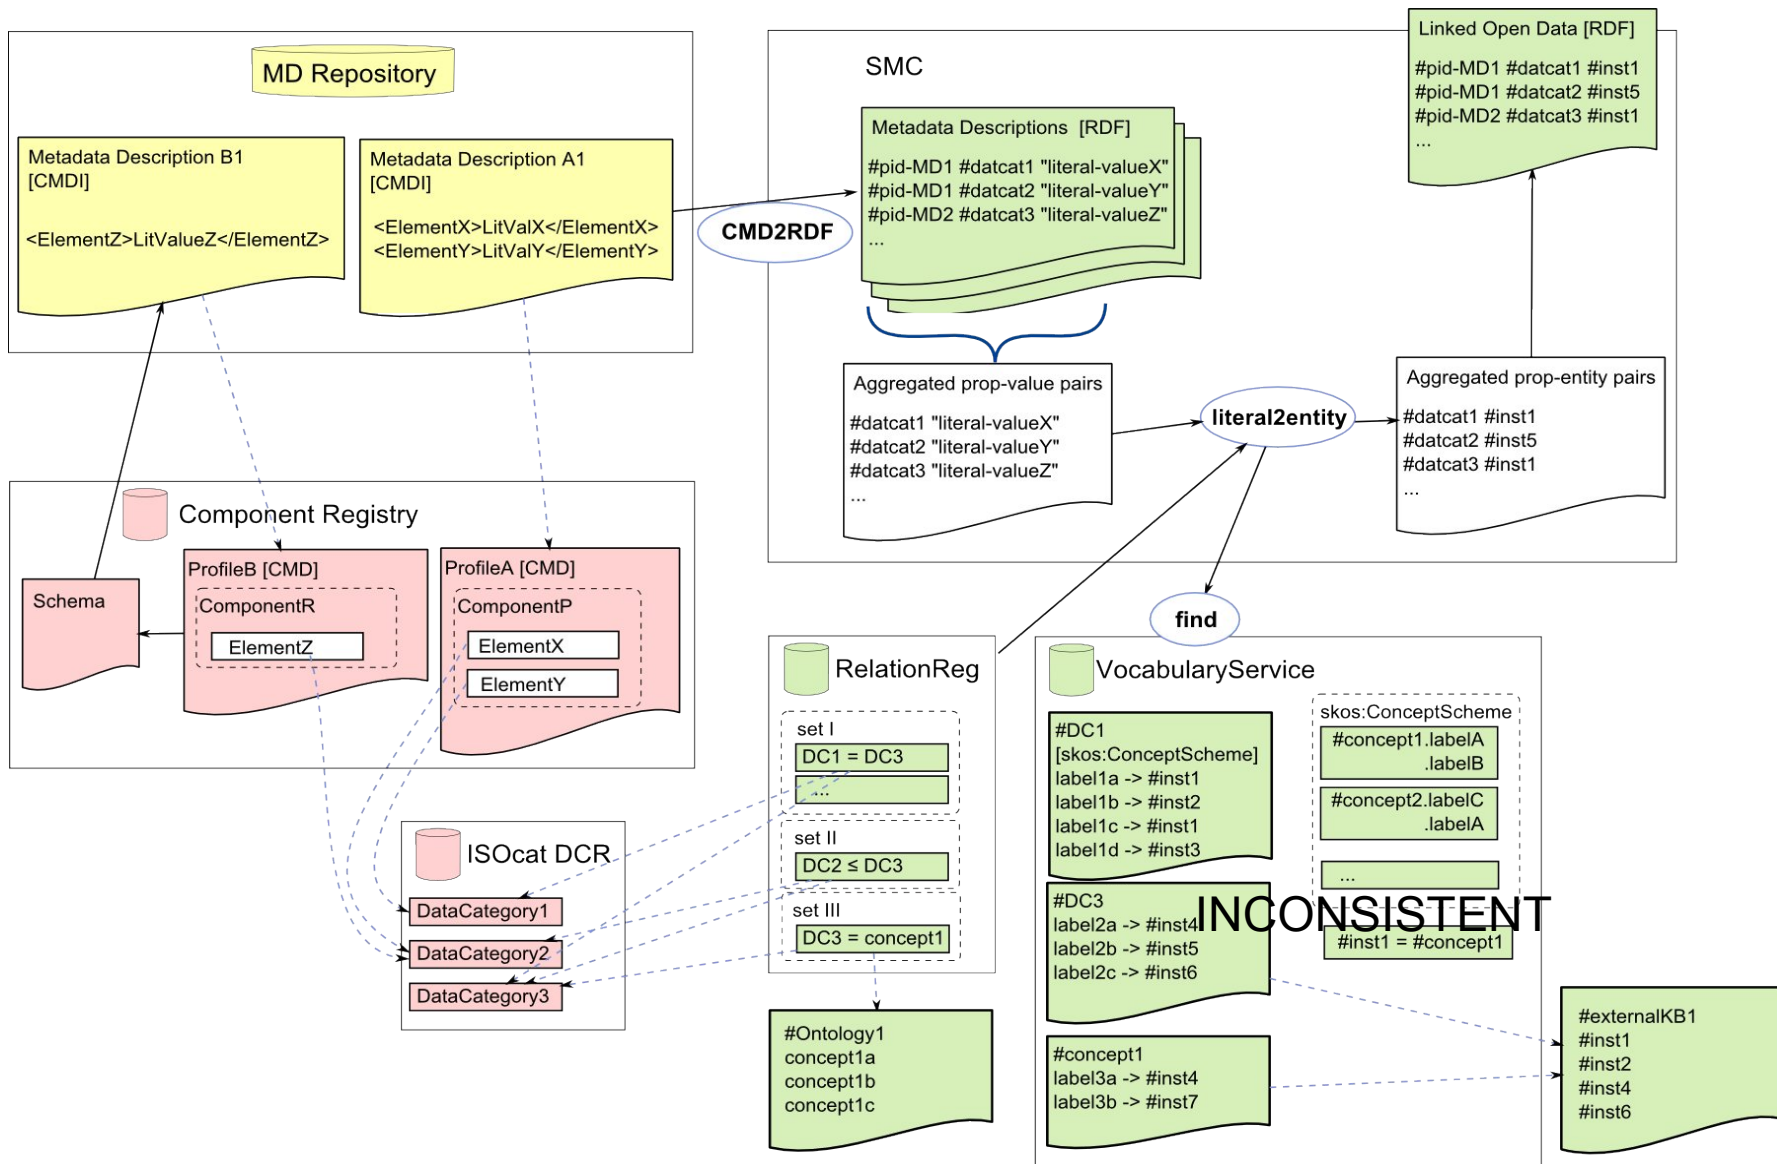 MD Repository
Metadata Description B1
[CMDI]
<ElementZ>LitValueZ</ElementZ>
Metadata Description A1
[CMDI]
<ElementX>LitValX</ElementX>
<ElementY>LitValY</ElementY>
CMD2RDF
SMC
Metadata Descriptions [RDF]
#pid-MD1 #datcat1 "literal-valueX"
#pid-MD1 #datcat2 "literal-valueY"
#pid-MD2 #datcat3 "literal-valueZ"
...
Linked Open Data [RDF]
#pid-MD1 #datcat1 #inst1
#pid-MD1 #datcat2 #inst5
#pid-MD2 #datcat3 #inst1
...
Aggregated prop-value pairs
#datcat1 "literal-valueX"
#datcat2 "literal-valueY"
#datcat3 "literal-valueZ"
...
literal2entity
Aggregated prop-entity pairs
#datcat1 #inst1
#datcat2 #inst5
#datcat3 #inst1
...
find
Component Registry
Schema
ProfileB [CMD]
ComponentR
ElementZ
ProfileA [CMD]
ComponentP
ElementX
ElementY
ISOcat DCR
DataCategory1
DataCategory2
DataCategory3
RelationReg
set I
DC1 = DC3
...
set II
DC2 ≤ DC3
set III
DC3 = concept1
#Ontology1
concept1a
concept1b
concept1c
VocabularyService
#DC1
[skos:ConceptScheme]
label1a -> #inst1
label1b -> #inst2
label1c -> #inst1
label1d -> #inst3
#DC3
label2a -> #inst4
label2b -> #inst5
label2c -> #inst6
#concept1
label3a -> #inst4
label3b -> #inst7
skos:ConceptScheme
#concept1.labelA
.labelB
#concept2.labelC
.labelA
...
INCONSISTENT
#inst1 = #concept1
#externalKB1
#inst1
#inst2
#inst4
#inst6